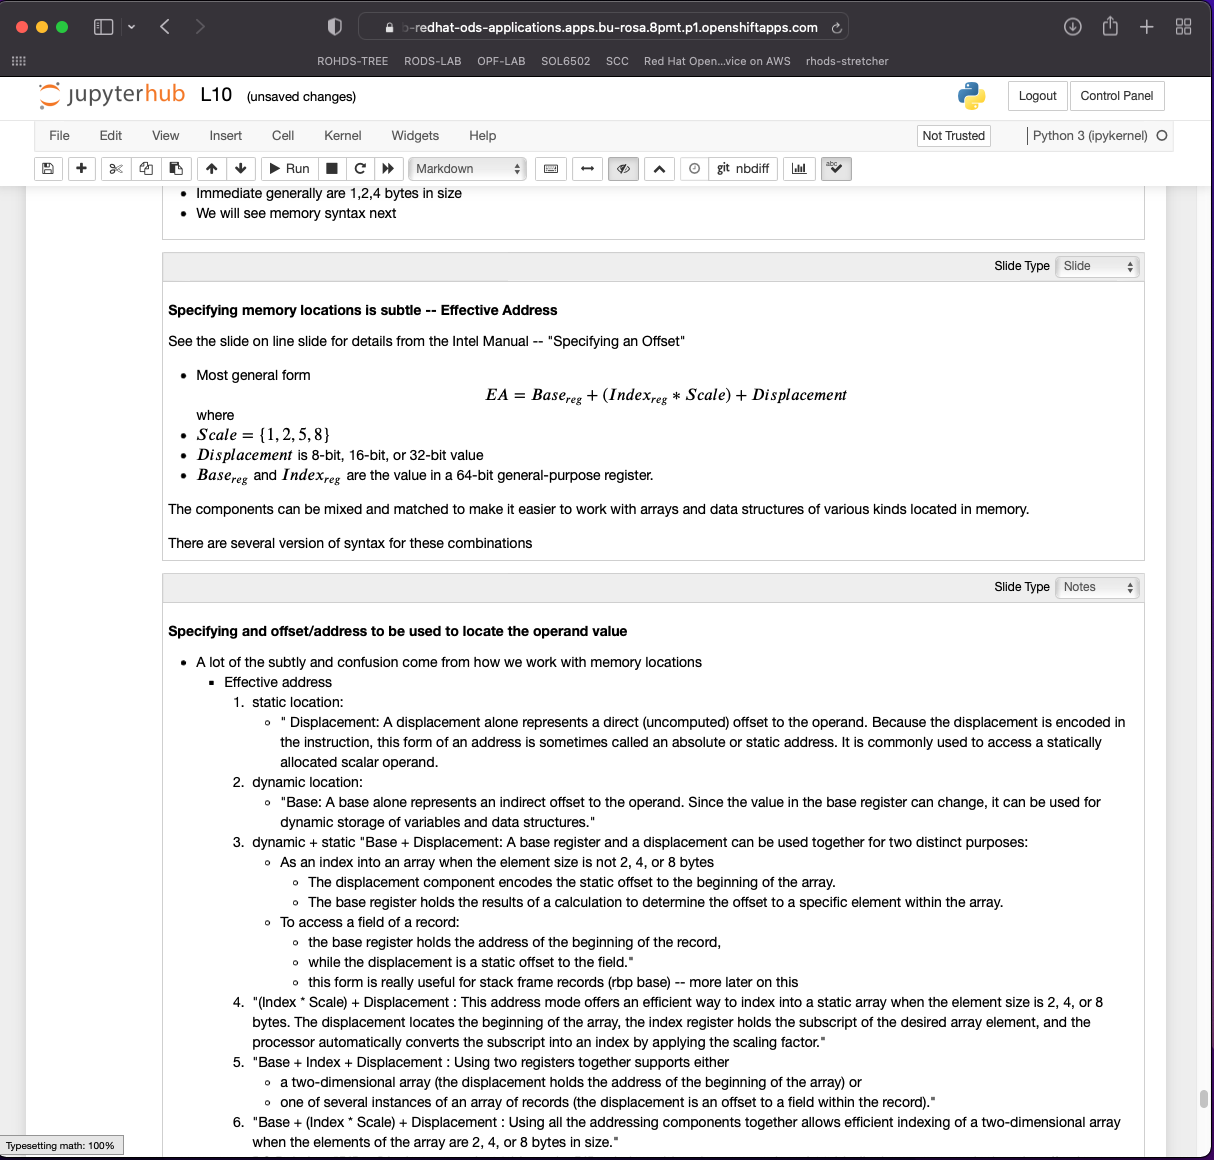 -redhat-ods-applications.apps.bu-rosa.8pmt.p1.openshiftapps.com
ROHDS-TREE RODS-LAB OPF-LAB SOL6502 SCC Red Hat Open...vice on AWS rhods-stretcher
jupyterhub L10 (unsaved changes) Logout Control Panel
File Edit View Insert Cell Kernel Widgets Help Not Trusted Python 3 (ipykernel)
Run Markdown git nbdiff abc
• Immediate generally are 1,2,4 bytes in size
• We will see memory syntax next
Slide Type Slide
Specifying memory locations is subtle -- Effective Address
See the slide on line slide for details from the Intel Manual -- "Specifying an Offset"
• Most general form
EA = Base_reg + (Index_reg * Scale) + Displacement
where
• Scale = {1, 2, 5, 8}
• Displacement is 8-bit, 16-bit, or 32-bit value
• Base_reg and Index_reg are the value in a 64-bit general-purpose register.
The components can be mixed and matched to make it easier to work with arrays and data structures of various kinds located in memory.
There are several version of syntax for these combinations
Slide Type Notes
Specifying and offset/address to be used to locate the operand value
• A lot of the subtly and confusion come from how we work with memory locations
▪ Effective address
1. static location:
◦ " Displacement: A displacement alone represents a direct (uncomputed) offset to the operand. Because the displacement is encoded in
the instruction, this form of an address is sometimes called an absolute or static address. It is commonly used to access a statically
allocated scalar operand.
2. dynamic location:
◦ "Base: A base alone represents an indirect offset to the operand. Since the value in the base register can change, it can be used for
dynamic storage of variables and data structures."
3. dynamic + static "Base + Displacement: A base register and a displacement can be used together for two distinct purposes:
◦ As an index into an array when the element size is not 2, 4, or 8 bytes
◦ The displacement component encodes the static offset to the beginning of the array.
◦ The base register holds the results of a calculation to determine the offset to a specific element within the array.
◦ To access a field of a record:
◦ the base register holds the address of the beginning of the record,
◦ while the displacement is a static offset to the field."
◦ this form is really useful for stack frame records (rbp base) -- more later on this
4. "(Index * Scale) + Displacement : This address mode offers an efficient way to index into a static array when the element size is 2, 4, or 8
bytes. The displacement locates the beginning of the array, the index register holds the subscript of the desired array element, and the
processor automatically converts the subscript into an index by applying the scaling factor."
5. "Base + Index + Displacement : Using two registers together supports either
◦ a two-dimensional array (the displacement holds the address of the beginning of the array) or
◦ one of several instances of an array of records (the displacement is an offset to a field within the record)."
6. "Base + (Index * Scale) + Displacement : Using all the addressing components together allows efficient indexing of a two-dimensional array
when the elements of the array are 2, 4, or 8 bytes in size."
Typesetting math: 100%